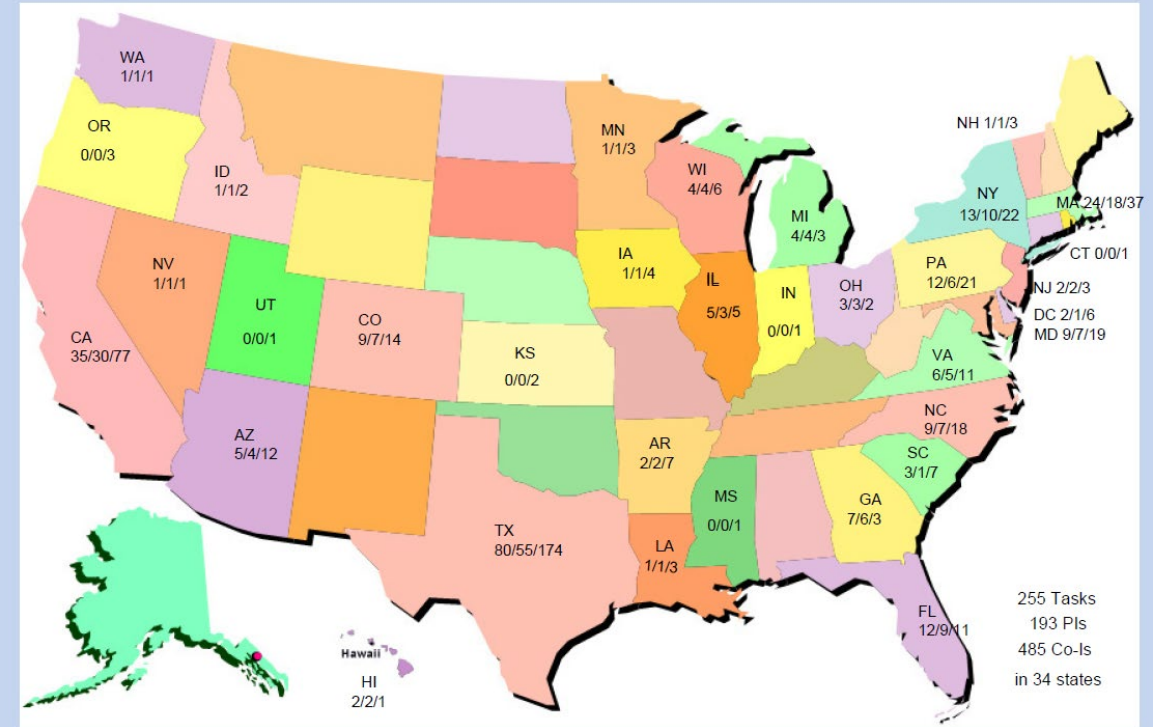 WA
1/1/1
OR
0/0/3
ID
1/1/2
MN
1/1/3
WI
4/4/6
MI
4/4/3
NH 1/1/3
NY
13/10/22
MA 24/18/37
CT 0/0/1
NV
1/1/1
UT
0/0/1
CA
35/30/77
CO
9/7/14
KS
0/0/2
IA
1/1/4
IL
5/3/5
IN
0/0/1
OH
3/3/2
PA
12/6/21
NJ 2/2/3
DC 2/1/6
MD 9/7/19
VA
6/5/11
NC
9/7/18
SC
3/1/7
AZ
5/4/12
AR
2/2/7
MS
0/0/1
GA
7/6/3
TX
80/55/174
LA
1/1/3
FL
12/9/11
Hawaii
HI
2/2/1
255 Tasks
193 PIs
485 Co-Is
in 34 states